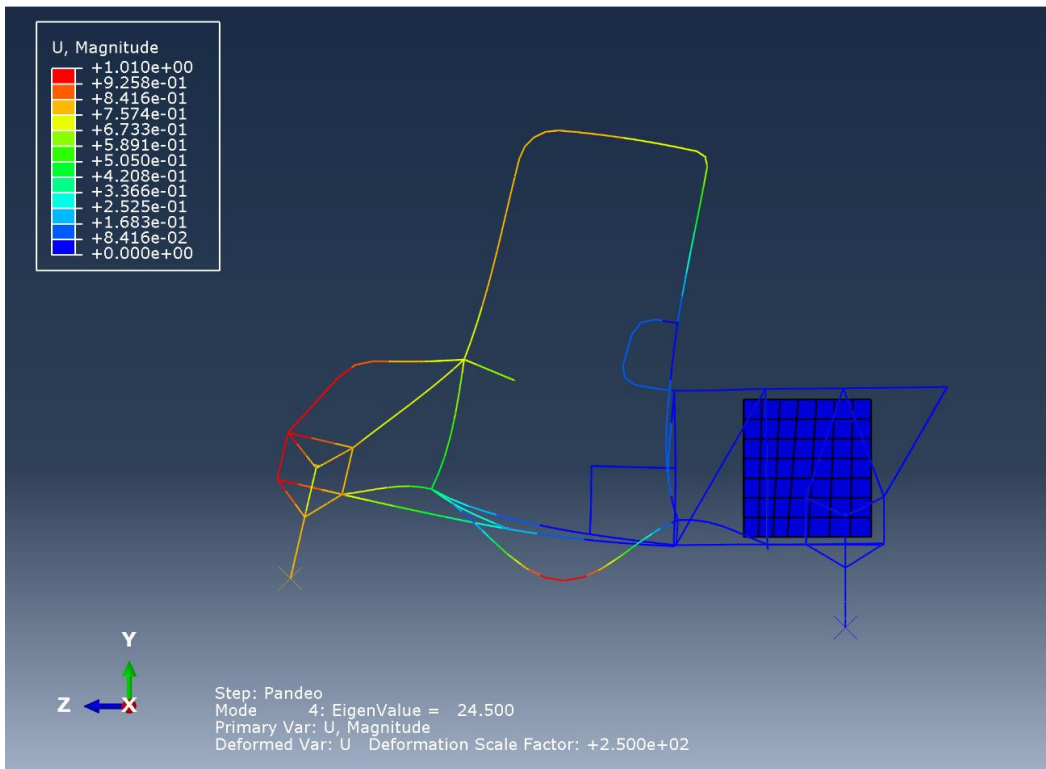 U, Magnitude
+1.010e+00
+9.258e-01
+8.416e-01
+7.574e-01
+6.733e-01
+5.891e-01
+5.050e-01
+4.208e-01
+3.366e-01
+2.525e-01
+1.683e-01
+8.416e-02
+0.000e+00
Y
Z X
Step: Pandeo
Mode 4: EigenValue = 24.500
Primary Var: U, Magnitude
Deformed Var: U Deformation Scale Factor: +2.500e+02